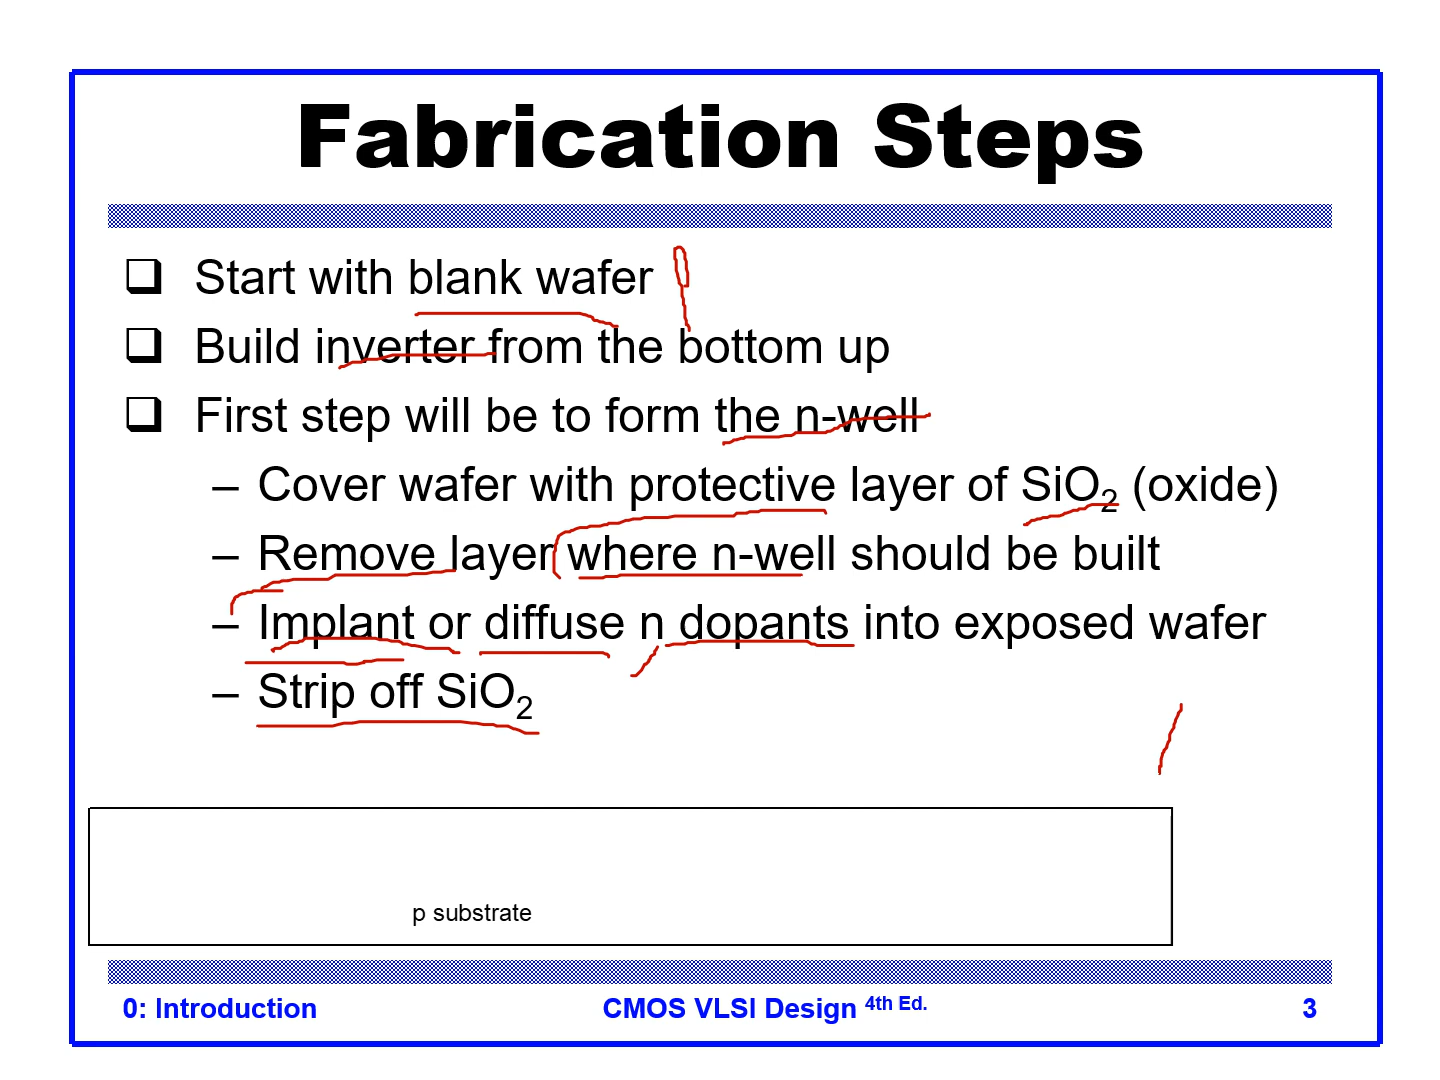 Fabrication Steps
❑ Start with blank wafer
❑ Build inverter from the bottom up
❑ First step will be to form the n-well
– Cover wafer with protective layer of SiO₂ (oxide)
– Remove layer where n-well should be built
– Implant or diffuse n dopants into exposed wafer
– Strip off SiO₂
p substrate
0: Introduction CMOS VLSI Design 4th Ed. 3